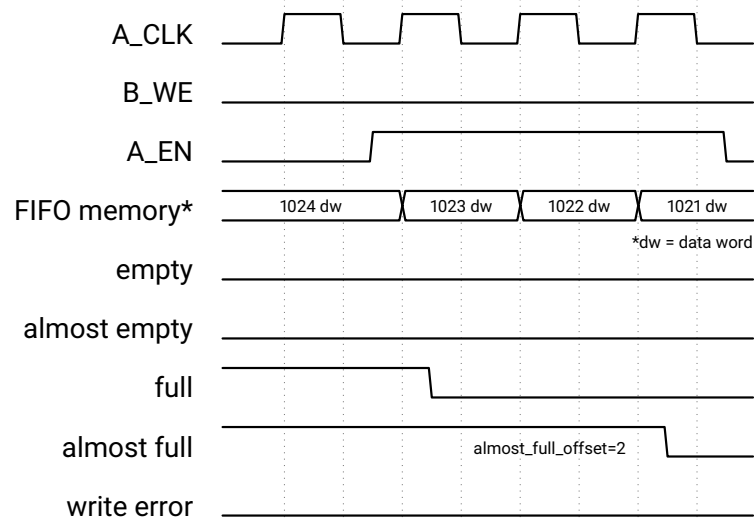 A_CLK
B_WE
A_EN
FIFO memory* 1024 dw 1023 dw 1022 dw 1021 dw
*dw = data word
empty
almost empty
full
almost full almost_full_offset=2
write error